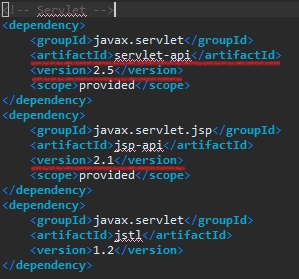 <!-- Servlet -->
<dependency>
<groupId>javax.servlet</groupId>
<artifactId>servlet-api</artifactId>
<version>2.5</version>
<scope>provided</scope>
</dependency>
<dependency>
<groupId>javax.servlet.jsp</groupId>
<artifactId>jsp-api</artifactId>
<version>2.1</version>
<scope>provided</scope>
</dependency>
<dependency>
<groupId>javax.servlet</groupId>
<artifactId>jstl</artifactId>
<version>1.2</version>